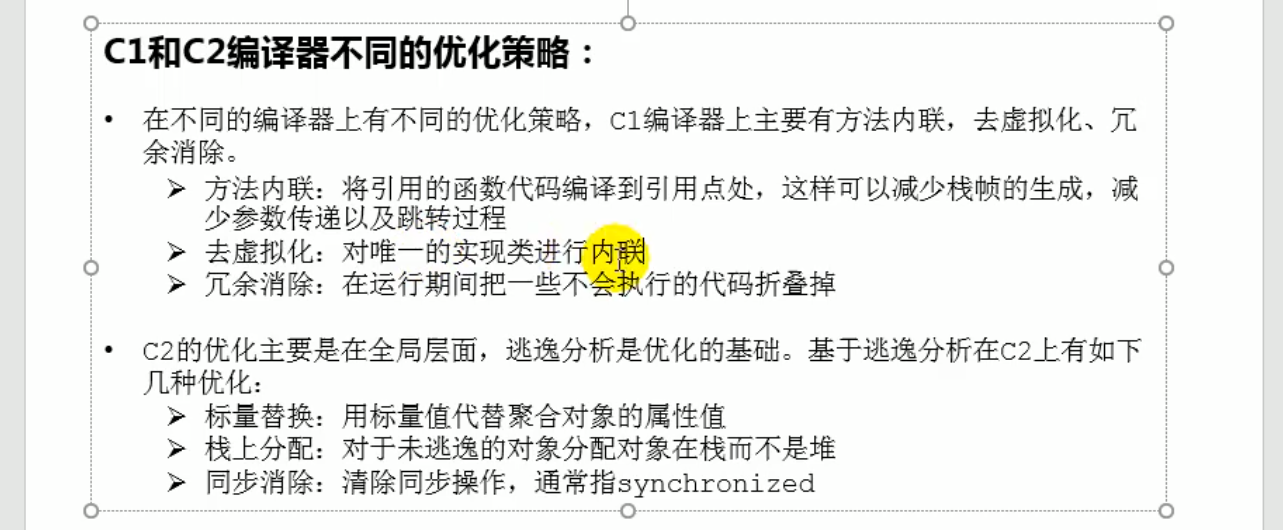 C1和C2编译器不同的优化策略：
• 在不同的编译器上有不同的优化策略，C1编译器上主要有方法内联，去虚拟化、冗
余消除。
➢ 方法内联：将引用的函数代码编译到引用点处，这样可以减少栈帧的生成，减
少参数传递以及跳转过程
➢ 去虚拟化：对唯一的实现类进行内联
➢ 冗余消除：在运行期间把一些不会执行的代码折叠掉
• C2的优化主要是在全局层面，逃逸分析是优化的基础。基于逃逸分析在C2上有如下
几种优化：
➢ 标量替换：用标量值代替聚合对象的属性值
➢ 栈上分配：对于未逃逸的对象分配对象在栈而不是堆
➢ 同步消除：清除同步操作，通常指synchronized